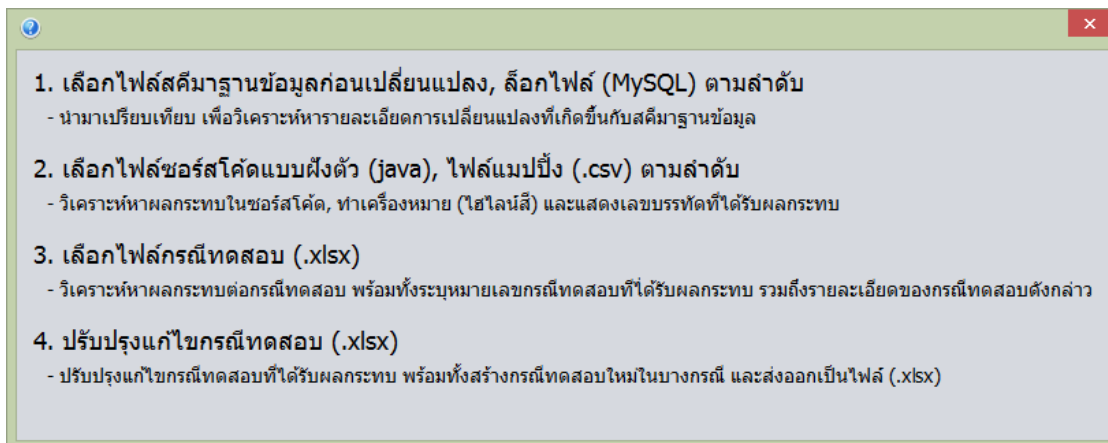 1. เลือกไฟล์สคีมาฐานข้อมูลก่อนเปลี่ยนแปลง, ล็อกไฟล์ (MySQL) ตามลำดับ
- นำมาเปรียบเทียบ เพื่อวิเคราะห์หารายละเอียดการเปลี่ยนแปลงที่เกิดขึ้นกับสคีมาฐานข้อมูล
2. เลือกไฟล์ซอร์สโค้ดแบบฝังตัว (java), ไฟล์แมปปิ้ง (.csv) ตามลำดับ
- วิเคราะห์หาผลกระทบในซอร์สโค้ด, ทำเครื่องหมาย (ไฮไลน์สี) และแสดงเลขบรรทัดที่ได้รับผลกระทบ
3. เลือกไฟล์กรณีทดสอบ (.xlsx)
- วิเคราะห์หาผลกระทบต่อกรณีทดสอบ พร้อมทั้งระบุหมายเลขกรณีทดสอบที่ได้รับผลกระทบ รวมถึงรายละเอียดของกรณีทดสอบดังกล่าว
4. ปรับปรุงแก้ไขกรณีทดสอบ (.xlsx)
- ปรับปรุงแก้ไขกรณีทดสอบที่ได้รับผลกระทบ พร้อมทั้งสร้างกรณีทดสอบใหม่ในบางกรณี และส่งออกเป็นไฟล์ (.xlsx)